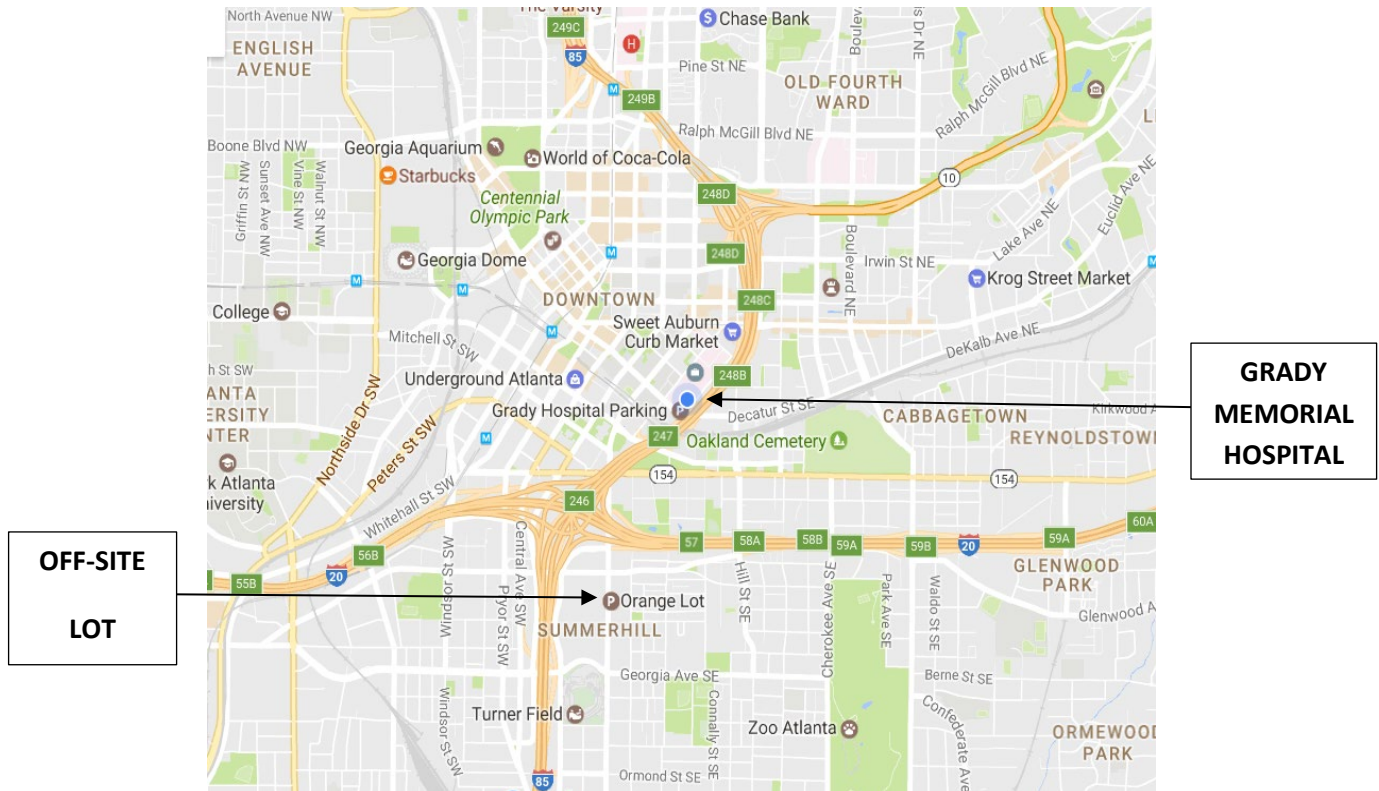 North Avenue NW
The Varsity
249C
Chase Bank
ENGLISH
AVENUE
85
H
Pine St NE
OLD FOURTH
WARD
Ralph McGill Blvd NE
M
249B
Ralph McGill Blvd NE
Boone Blvd NW
Georgia Aquarium
World of Coca-Cola
Starbucks
Griffin St NW
Sunset Ave NW
Vine St NW
Walnut St NW
Centennial
Olympic Park
248D
10
Euclid Ave NE
Lake Ave NE
Georgia Dome
M
248D
Boulevard NE
Irwin St NE
M
M
M
Krog Street Market
DOWNTOWN
248C
College
Mitchell St SW
M
Sweet Auburn
Curb Market
DeKalb Ave NE
h St SW
Underground Atlanta
248B
GRADY
MEMORIAL
HOSPITAL
ANTA
ERSITY
NTER
Northside Dr SW
Peters St SW
Grady Hospital Parking
P
Decatur St SE
CABBAGETOWN
Kirkwood A
REYNOLDSTOW
M
247
Oakland Cemetery
k Atlanta
iversity
154
154
Whitehall St SW
246
60A
OFF-SITE
LOT
55B
20
56B
Windsor St SW
Central Ave SW
Pryor St SW
57
58A
58B
59A
59B
20
59A
GLENWOOD
PARK
Hill St SE
Cherokee Ave SE
Park Ave SE
Waldo St SE
Glenwood A
P
Orange Lot
SUMMERHILL
Georgia Ave SE
Berne St SE
Turner Field
Windsor St SW
Connally St SE
Zoo Atlanta
Confederate Ave
ORMEWOOD
PARK
85
Ormond St SE